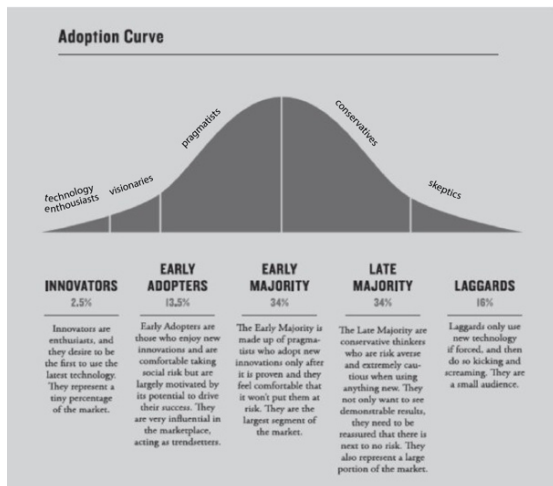 Adoption Curve
technology
enthusiasts
visionaries
pragmatists
conservatives
skeptics
INNOVATORS
2.5%
Innovators are
enthusiasts, and
they desire to be
the first to use the
latest technology.
They represent a
tiny percentage
of the market.
EARLY
ADOPTERS
13.5%
Early Adopters are
those who enjoy new
innovations and are
comfortable taking
social risk but are
largely motivated by
its potential to drive
their success. They
are very influential in
the marketplace,
acting as trendsetters.
EARLY
MAJORITY
34%
The Early Majority is
made up of pragma-
tists who adopt new
innovations only after
it is proven and they
feel comfortable that
it won't put them at
risk. They are the
largest segment of
the market.
LATE
MAJORITY
34%
The Late Majority are
conservative thinkers
who are risk averse
and extremely cau-
tious when using
anything new. They
not only want to see
demonstrable results,
they need to be
reassured that there is
next to no risk. They
also represent a large
portion of the market.
LAGGARDS
16%
Laggards only use
new technology
if forced, and then
do so kicking and
screaming. They are
a small audience.